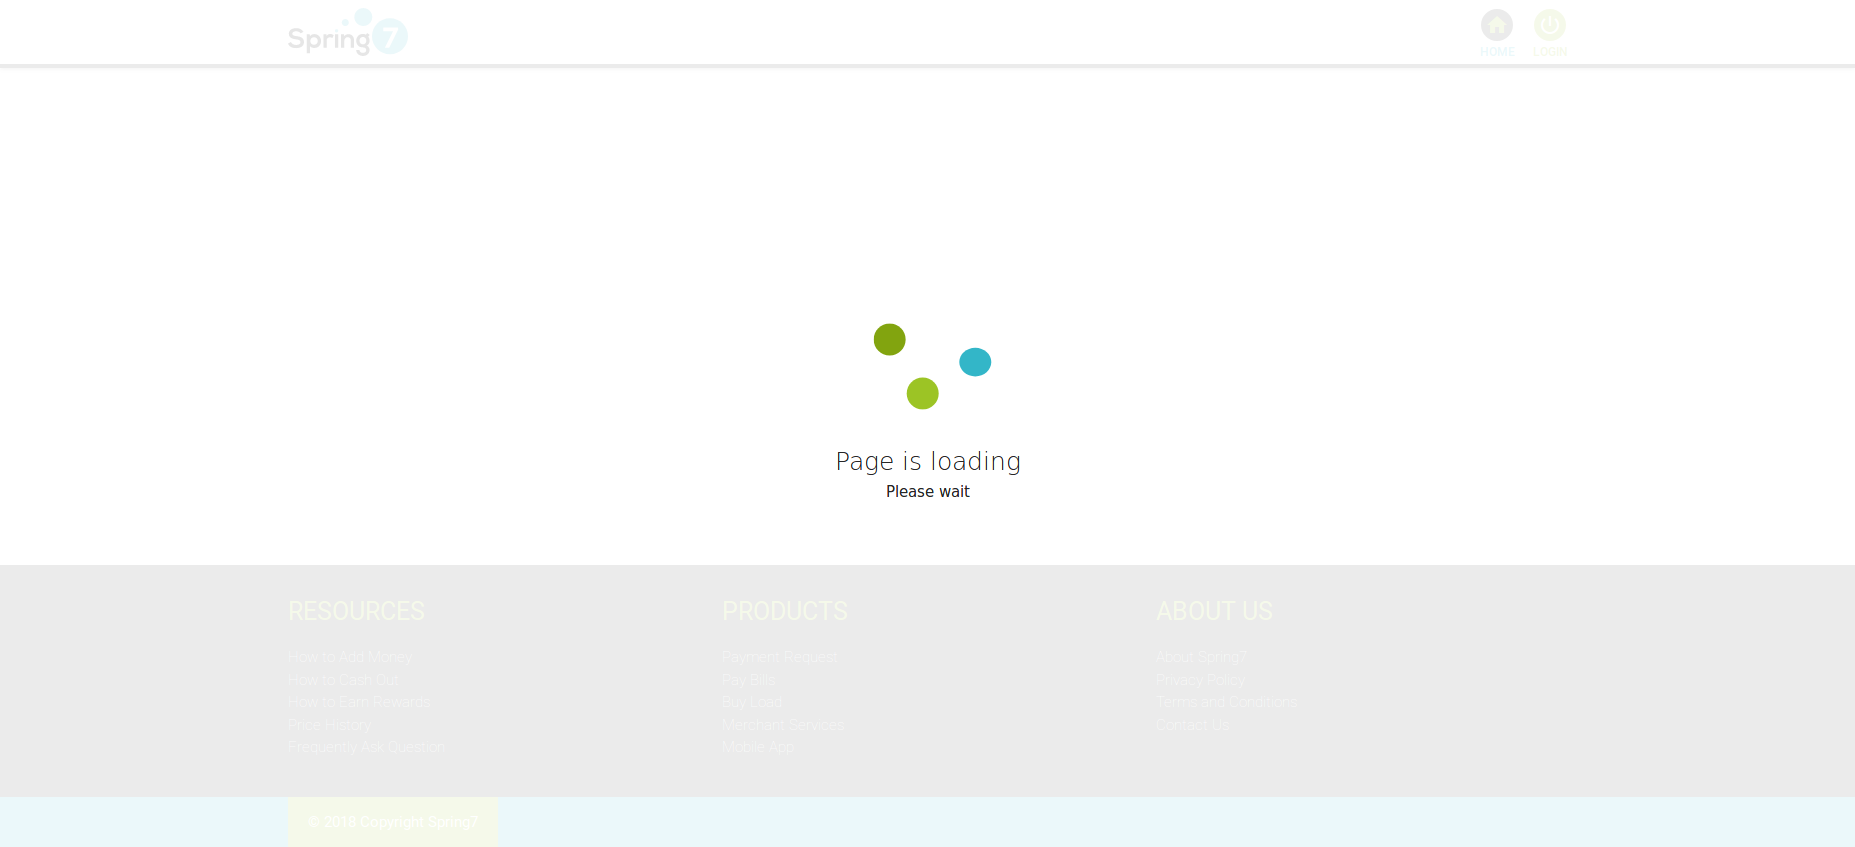 Spring7
HOME
LOGIN
Page is loading
Please wait
RESOURCES
How to Add Money
How to Cash Out
How to Earn Rewards
Price History
Frequently Ask Question
PRODUCTS
Payment Request
Pay Bills
Buy Load
Merchant Services
Mobile App
ABOUT US
About Spring7
Privacy Policy
Terms and Conditions
Contact Us
© 2018 Copyright Spring7